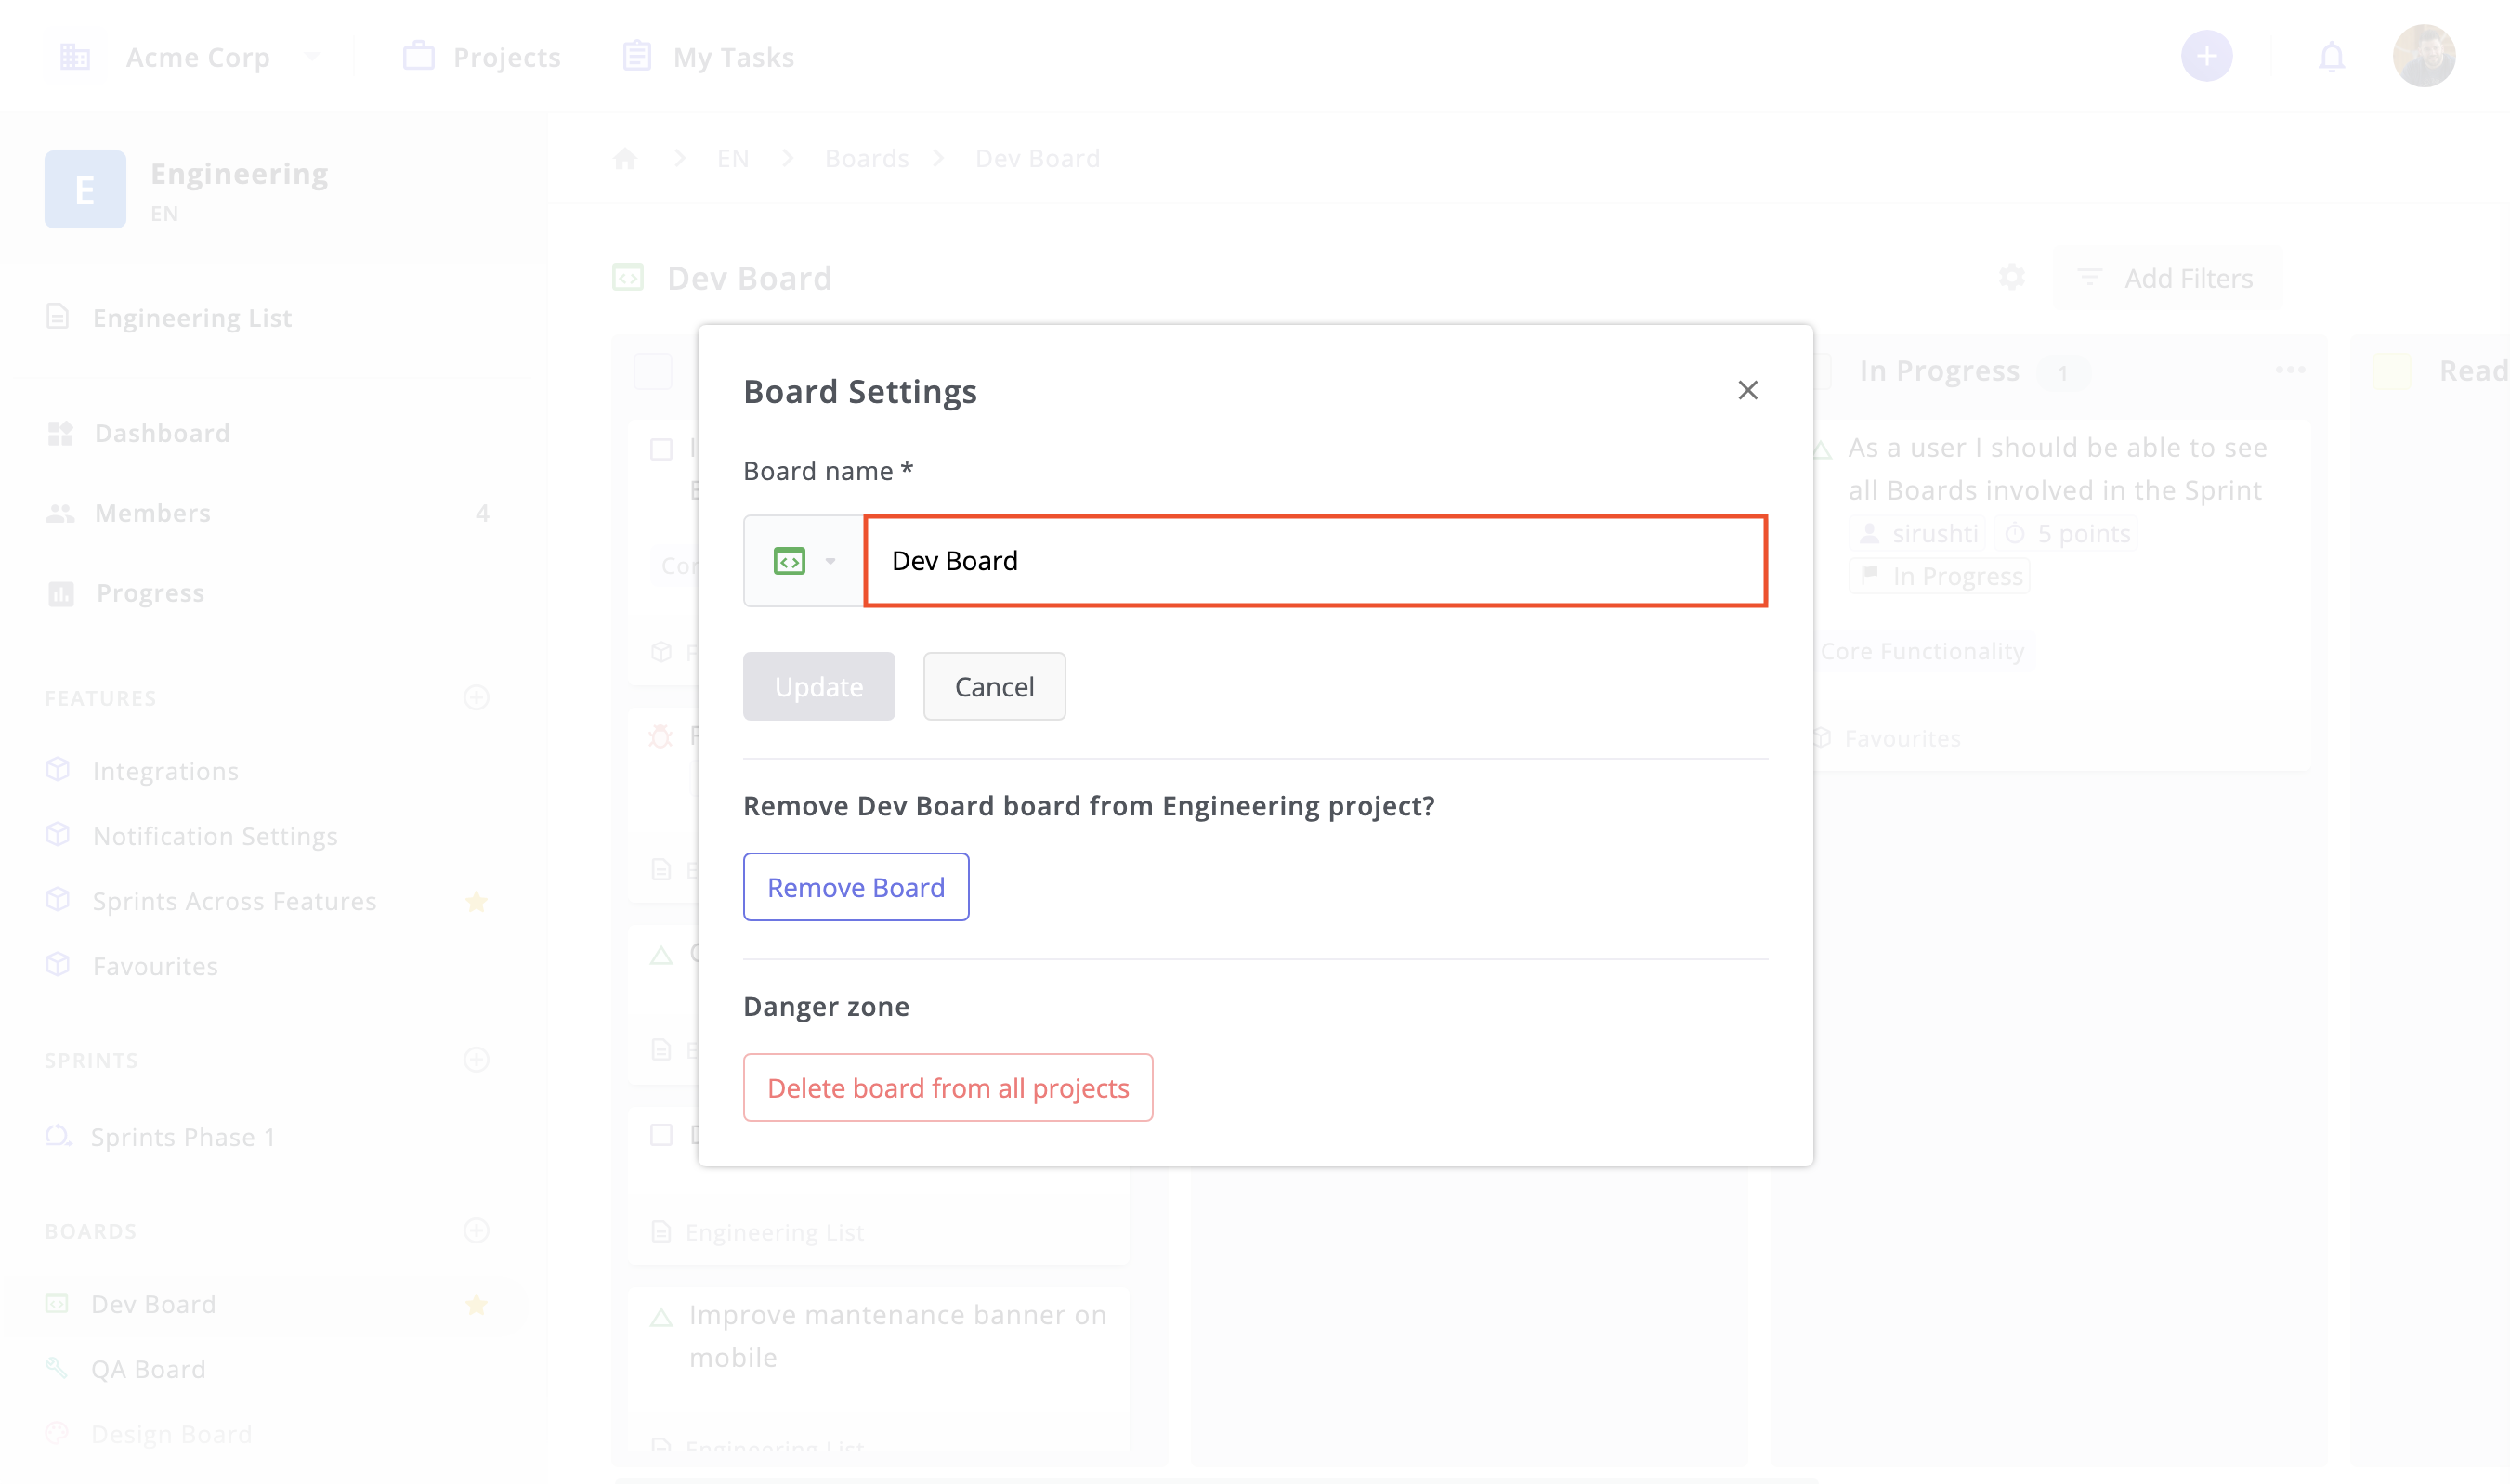 Acme Corp
Projects
My Tasks
Engineering
EN
Engineering List
Dashboard
Members 4
Progress
FEATURES
Integrations
Notification Settings
Sprints Across Features
Favourites
SPRINTS
Sprints Phase 1
BOARDS
Dev Board
QA Board
Design Board
EN
Boards
Dev Board
Dev Board
Add Filters
Board Settings
Board name *
Dev Board
Update
Cancel
Remove Dev Board board from Engineering project?
Remove Board
Danger zone
Delete board from all projects
Engineering List
Improve mantenance banner on
mobile
Engineering List
In Progress 1
As a user I should be able to see
all Boards involved in the Sprint
sirushti
5 points
In Progress
Core Functionality
Favourites